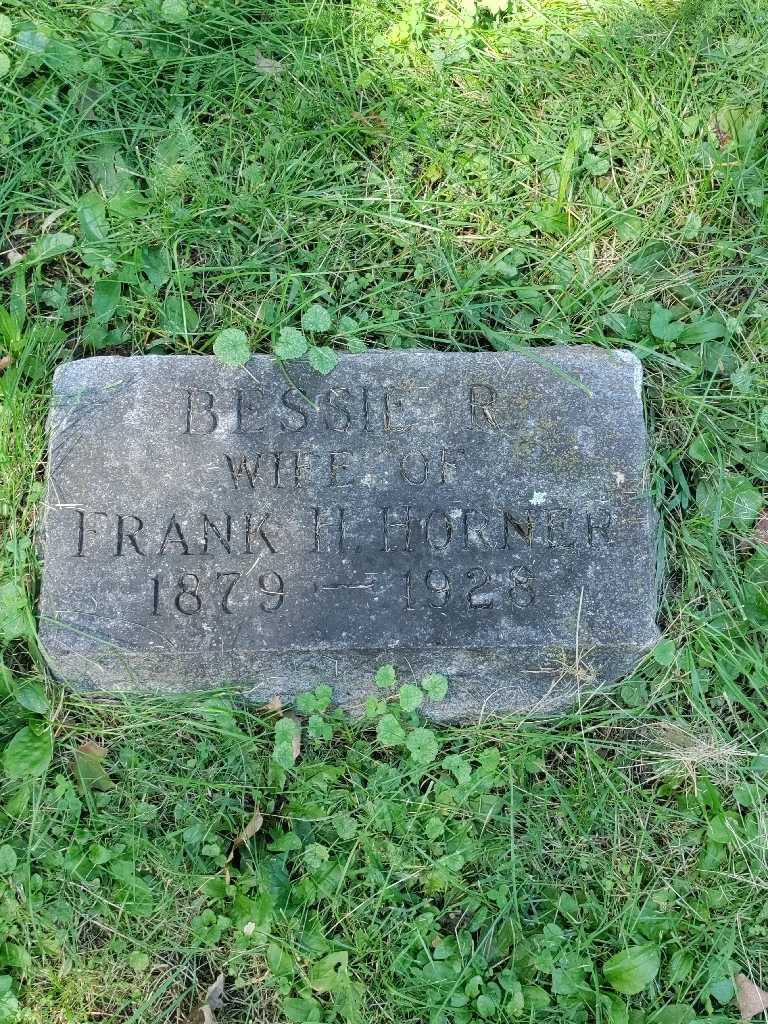 BESSIE R.
WIFE OF
FRANK H. HORNER
1879 — 1928